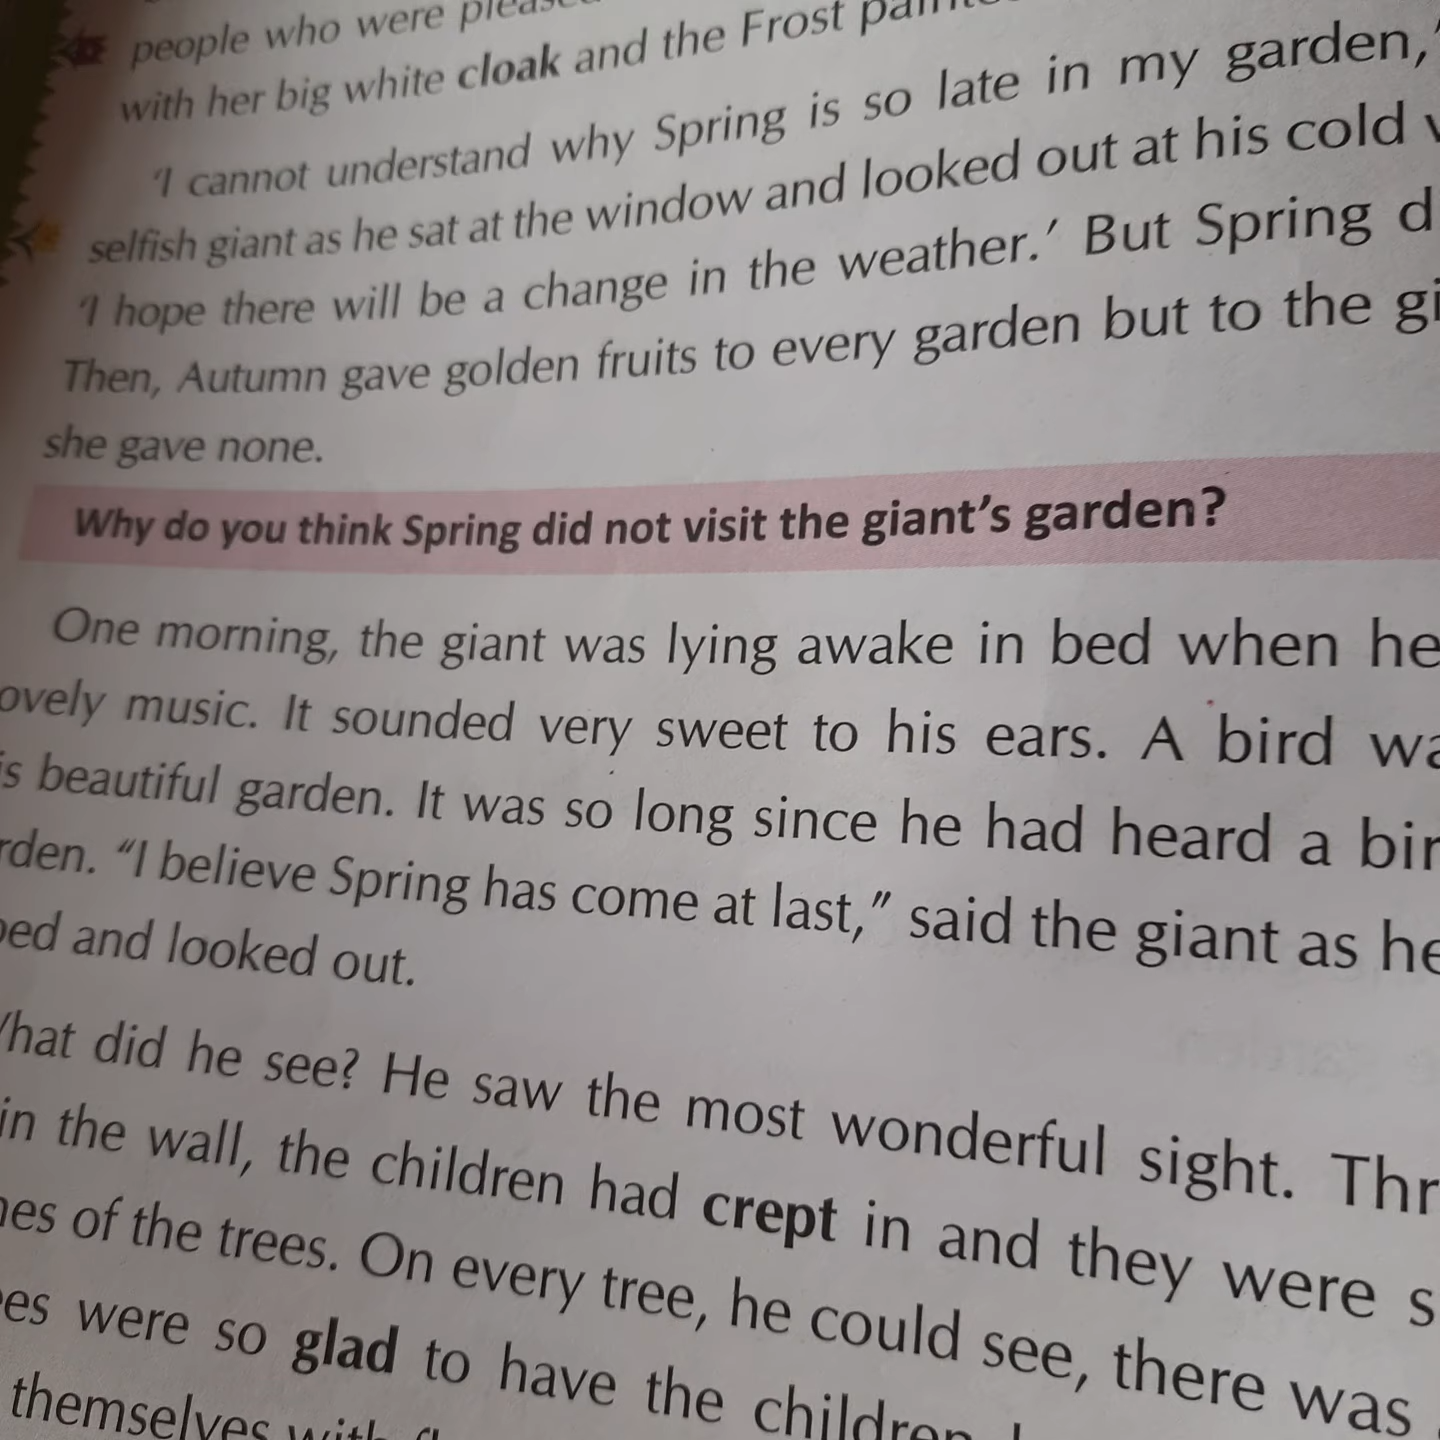 people who were
with her big white cloak and the Frost
'I cannot understand why Spring is so late in my garden,'
selfish giant as he sat at the window and looked out at his cold
'I hope there will be a change in the weather.' But Spring
Then, Autumn gave golden fruits to every garden but to the
she gave none.
Why do you think Spring did not visit the giant's garden?
One morning, the giant was lying awake in bed when he
ovely music. It sounded very sweet to his ears. A bird
is beautiful garden. It was so long since he had heard a
rden. "I believe Spring has come at last," said the giant as he
bed and looked out.
What did he see? He saw the most wonderful sight.
in the wall, the children had crept in and they were
of the trees. On every tree, he could see, there was
were so glad to have the children
themselves with